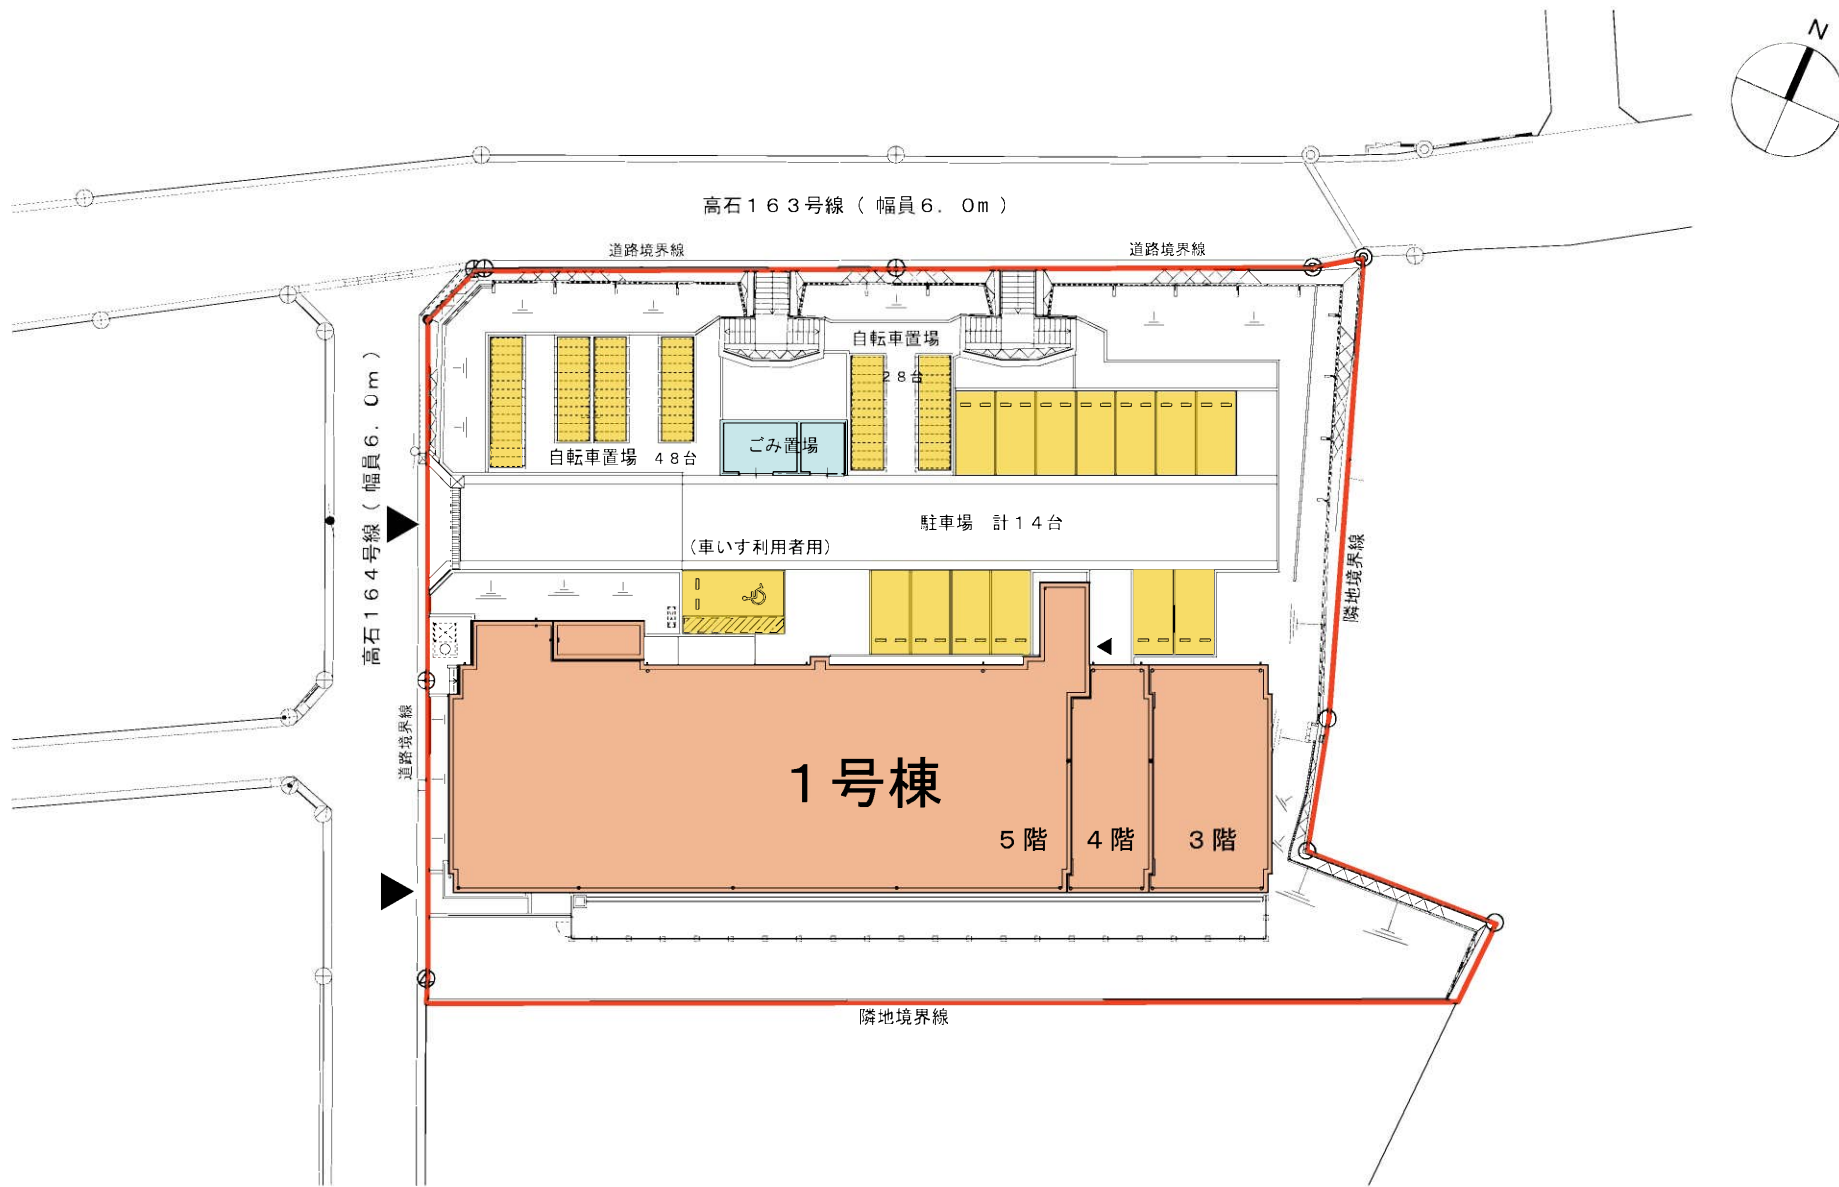 N
高石１６３号線（ 幅員６．０ｍ ）
道路境界線
道路境界線
自転車置場
２８台
ごみ置場
自転車置場　４８台
高石１６４号線（ 幅員６．０ｍ ）
駐車場　計１４台
（車いす利用者用）
隣地境界線
道路境界線
１号棟
５階
４階
３階
隣地境界線